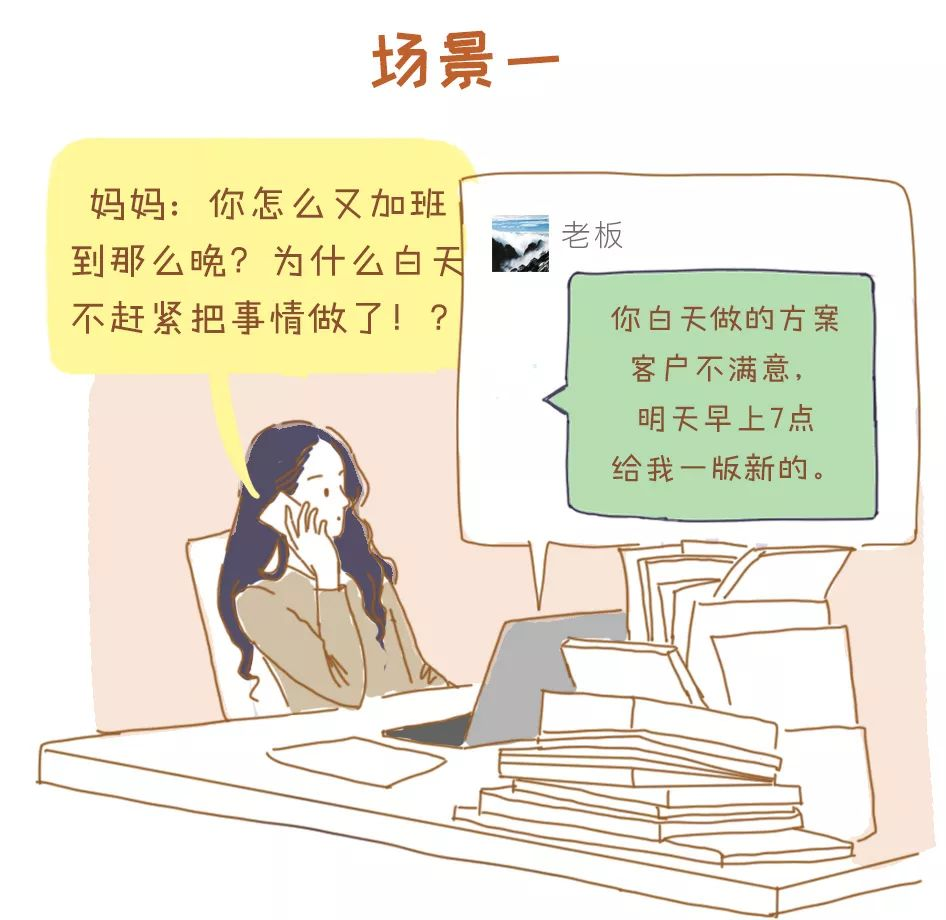 场景一
妈妈：你怎么又加班
到那么晚？为什么白天
不赶紧把事情做了！？
老板
你白天做的方案
客户不满意，
明天早上7点
给我一版新的。